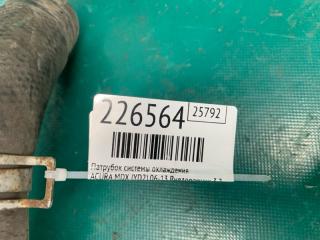 226564
25792
Патрубок системы охлаждения
ACURA MDX (YD2) 06-13